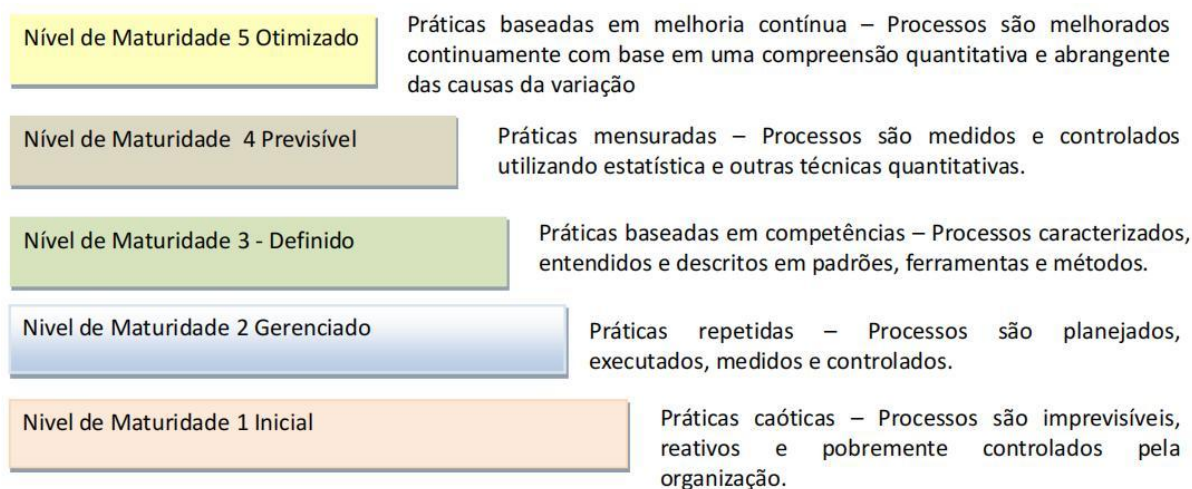 Nível de Maturidade 5 Otimizado
Práticas baseadas em melhoria contínua – Processos são melhorados
continuamente com base em uma compreensão quantitativa e abrangente
das causas da variação
Nível de Maturidade 4 Previsível
Práticas mensuradas – Processos são medidos e controlados
utilizando estatística e outras técnicas quantitativas.
Nível de Maturidade 3 - Definido
Práticas baseadas em competências – Processos caracterizados,
entendidos e descritos em padrões, ferramentas e métodos.
Nivel de Maturidade 2 Gerenciado
Práticas repetidas – Processos são planejados,
executados, medidos e controlados.
Nivel de Maturidade 1 Inicial
Práticas caóticas – Processos são imprevisíveis,
reativos e pobremente controlados pela
organização.